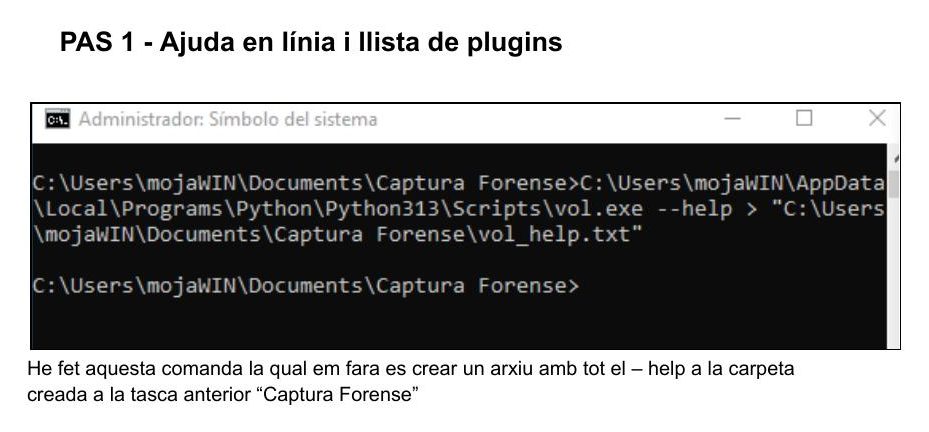 PAS 1 - Ajuda en línia i llista de plugins
Administrador: Símbolo del sistema
C:\Users\mojaWIN\Documents\Captura Forense>C:\Users\mojaWIN\AppData
\Local\Programs\Python\Python313\Scripts\vol.exe --help > "C:\Users
\mojaWIN\Documents\Captura Forense\vol_help.txt"
C:\Users\mojaWIN\Documents\Captura Forense>
He fet aquesta comanda la qual em fara es crear un arxiu amb tot el – help a la carpeta
creada a la tasca anterior “Captura Forense”